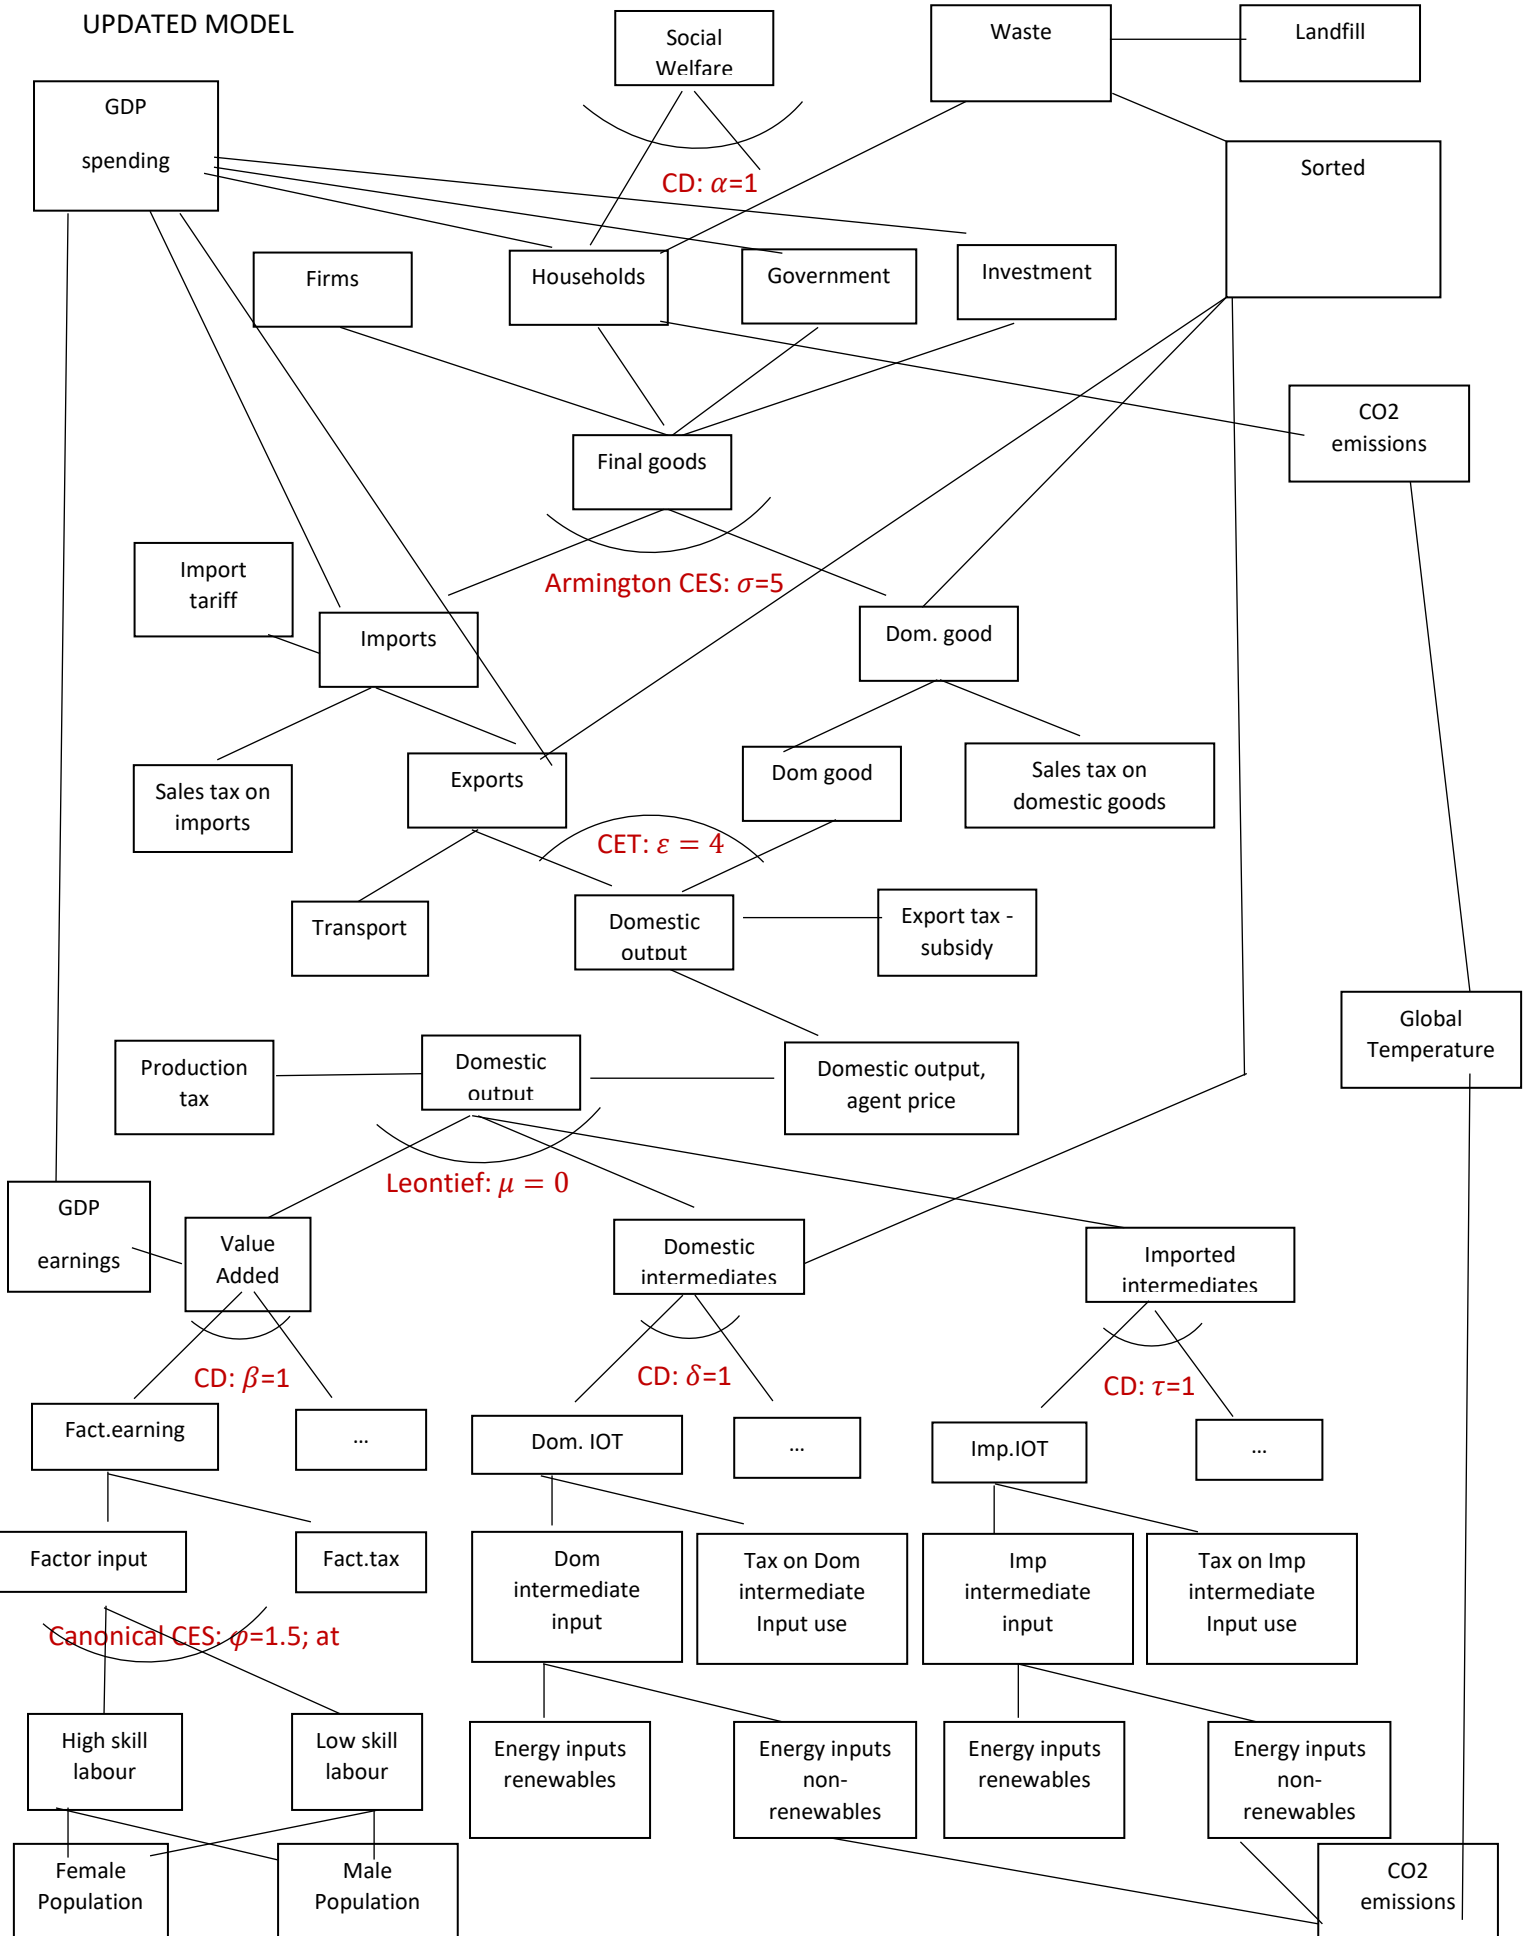 UPDATED MODEL
Social
Welfare
Waste
Landfill
GDP
spending
Sorted
CD: α=1
Firms
Households
Government
Investment
CO2
emissions
Final goods
Import
tariff
Armington CES: σ=5
Imports
Dom. good
Sales tax on
imports
Exports
Dom good
Sales tax on
domestic goods
CET: ε = 4
Transport
Domestic
output
Export tax -
subsidy
Global
Temperature
Production
tax
Domestic
output
Domestic output,
agent price
Leontief: μ = 0
GDP
earnings
Value
Added
Domestic
intermediates
Imported
intermediates
CD: β=1
CD: δ=1
CD: τ=1
Fact.earning
...
Dom. IOT
...
Imp.IOT
...
Factor input
Fact.tax
Dom
intermediate
input
Tax on Dom
intermediate
Input use
Imp
intermediate
input
Tax on Imp
intermediate
Input use
Canonical CES: φ=1.5; at
High skill
labour
Low skill
labour
Energy inputs
renewables
Energy inputs
non-
renewables
Energy inputs
renewables
Energy inputs
non-
renewables
Female
Population
Male
Population
CO2
emissions